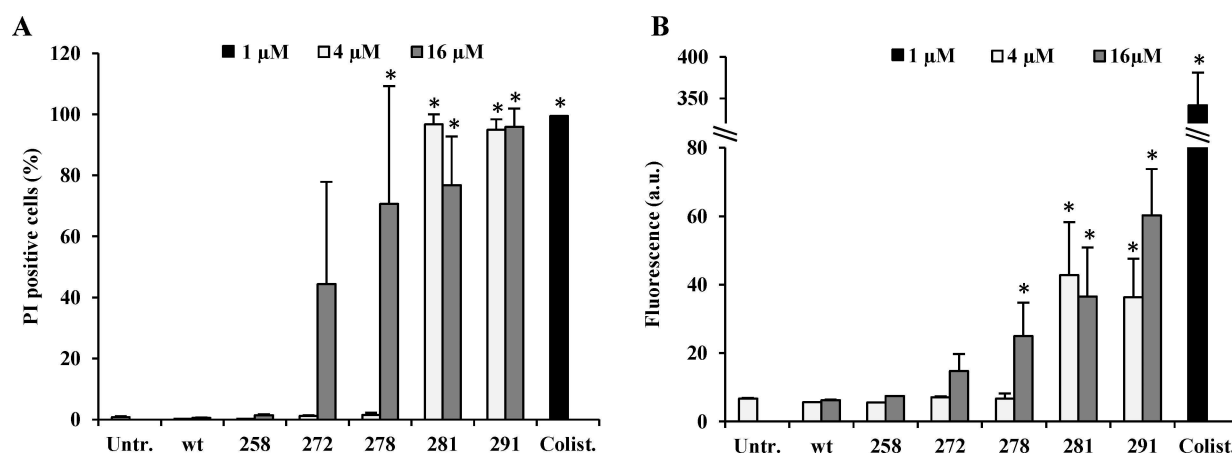 A
1 µM 4 µM 16 µM
120
100
80
60
40
20
0
PI positive cells (%)
* * * * * *
Untr. wt 258 272 278 281 291 Colist.
B
1 µM 4 µM 16µM
400
350
80
60
40
20
0
Fluorescence (a.u.)
* * * * * *
Untr. wt 258 272 278 281 291 Colist.